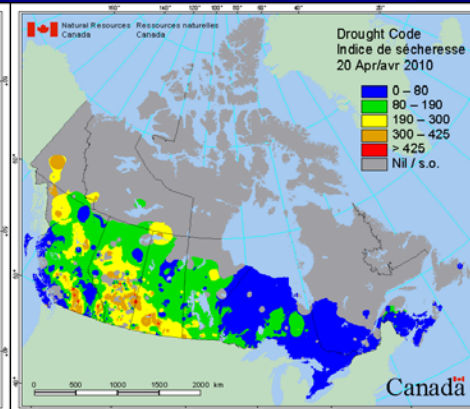 Natural Resources Ressources naturelles
Canada Canada
Drought Code
Indice de sécheresse
20 Apr/avr 2010
0 – 80
80 – 190
190 – 300
300 – 425
> 425
Nil / s.o.
0 500 1000 1500 2000 km
Canada